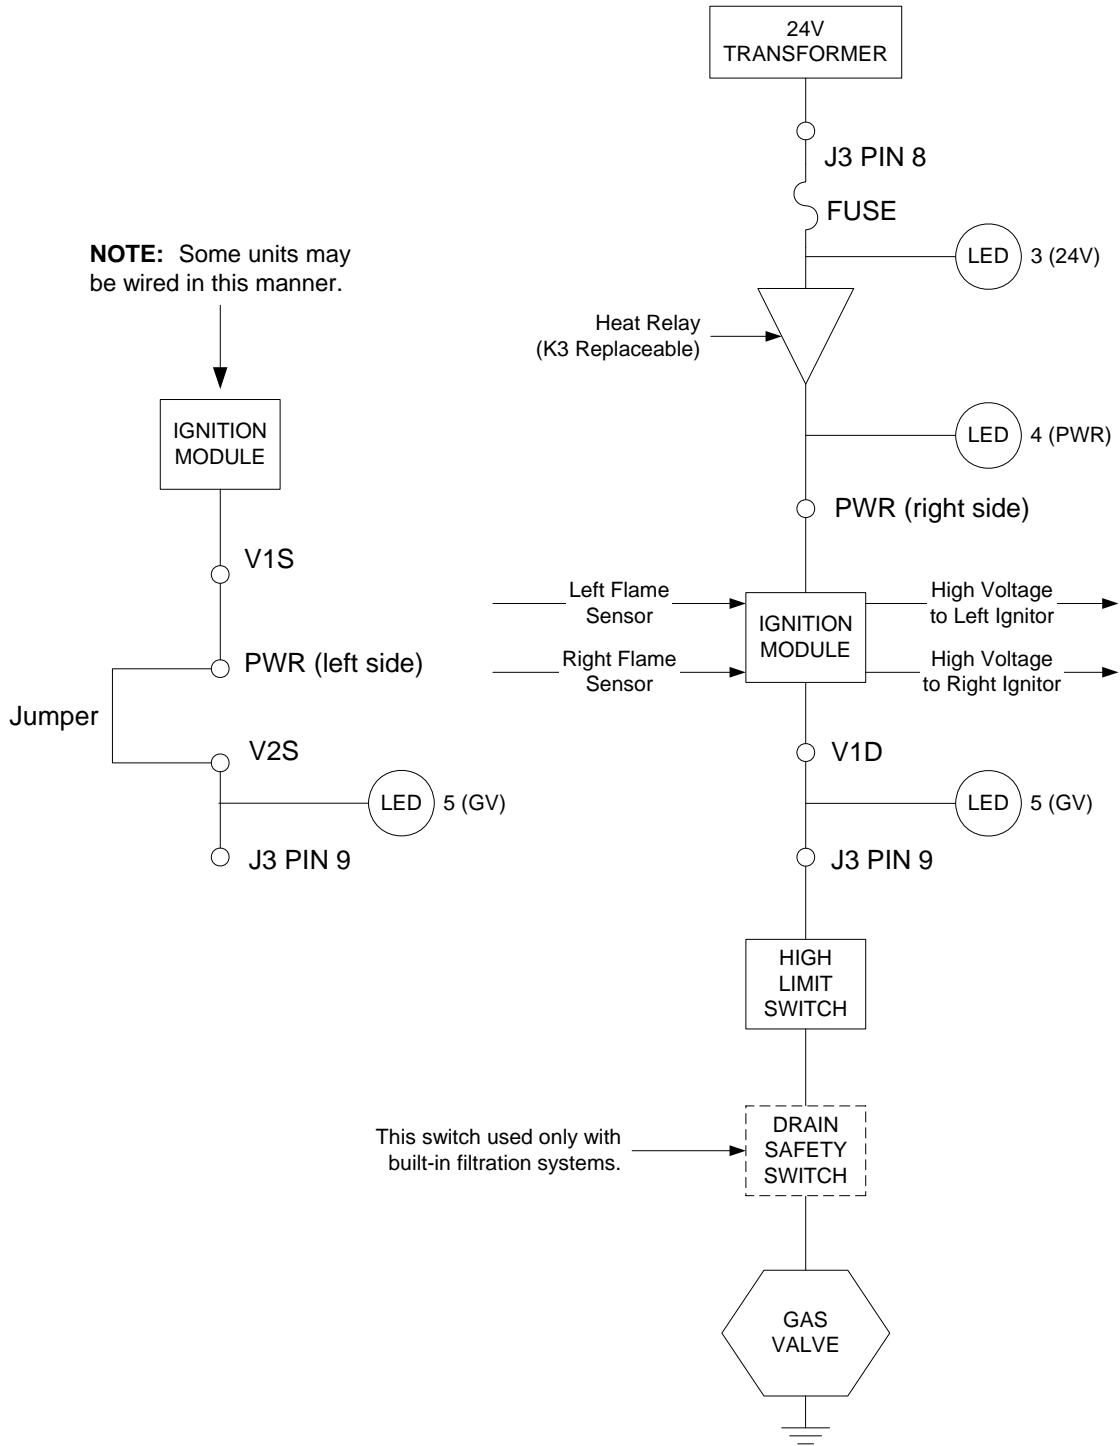 24V
TRANSFORMER
J3 PIN 8
FUSE
LED 3 (24V)
NOTE: Some units may
be wired in this manner.
Heat Relay
(K3 Replaceable)
LED 4 (PWR)
IGNITION
MODULE
PWR (right side)
V1S
Left Flame
Sensor
IGNITION
MODULE
High Voltage
to Left Ignitor
Right Flame
Sensor
High Voltage
to Right Ignitor
PWR (left side)
Jumper
V2S
V1D
LED 5 (GV)
LED 5 (GV)
J3 PIN 9
J3 PIN 9
HIGH
LIMIT
SWITCH
This switch used only with
built-in filtration systems.
DRAIN
SAFETY
SWITCH
GAS
VALVE